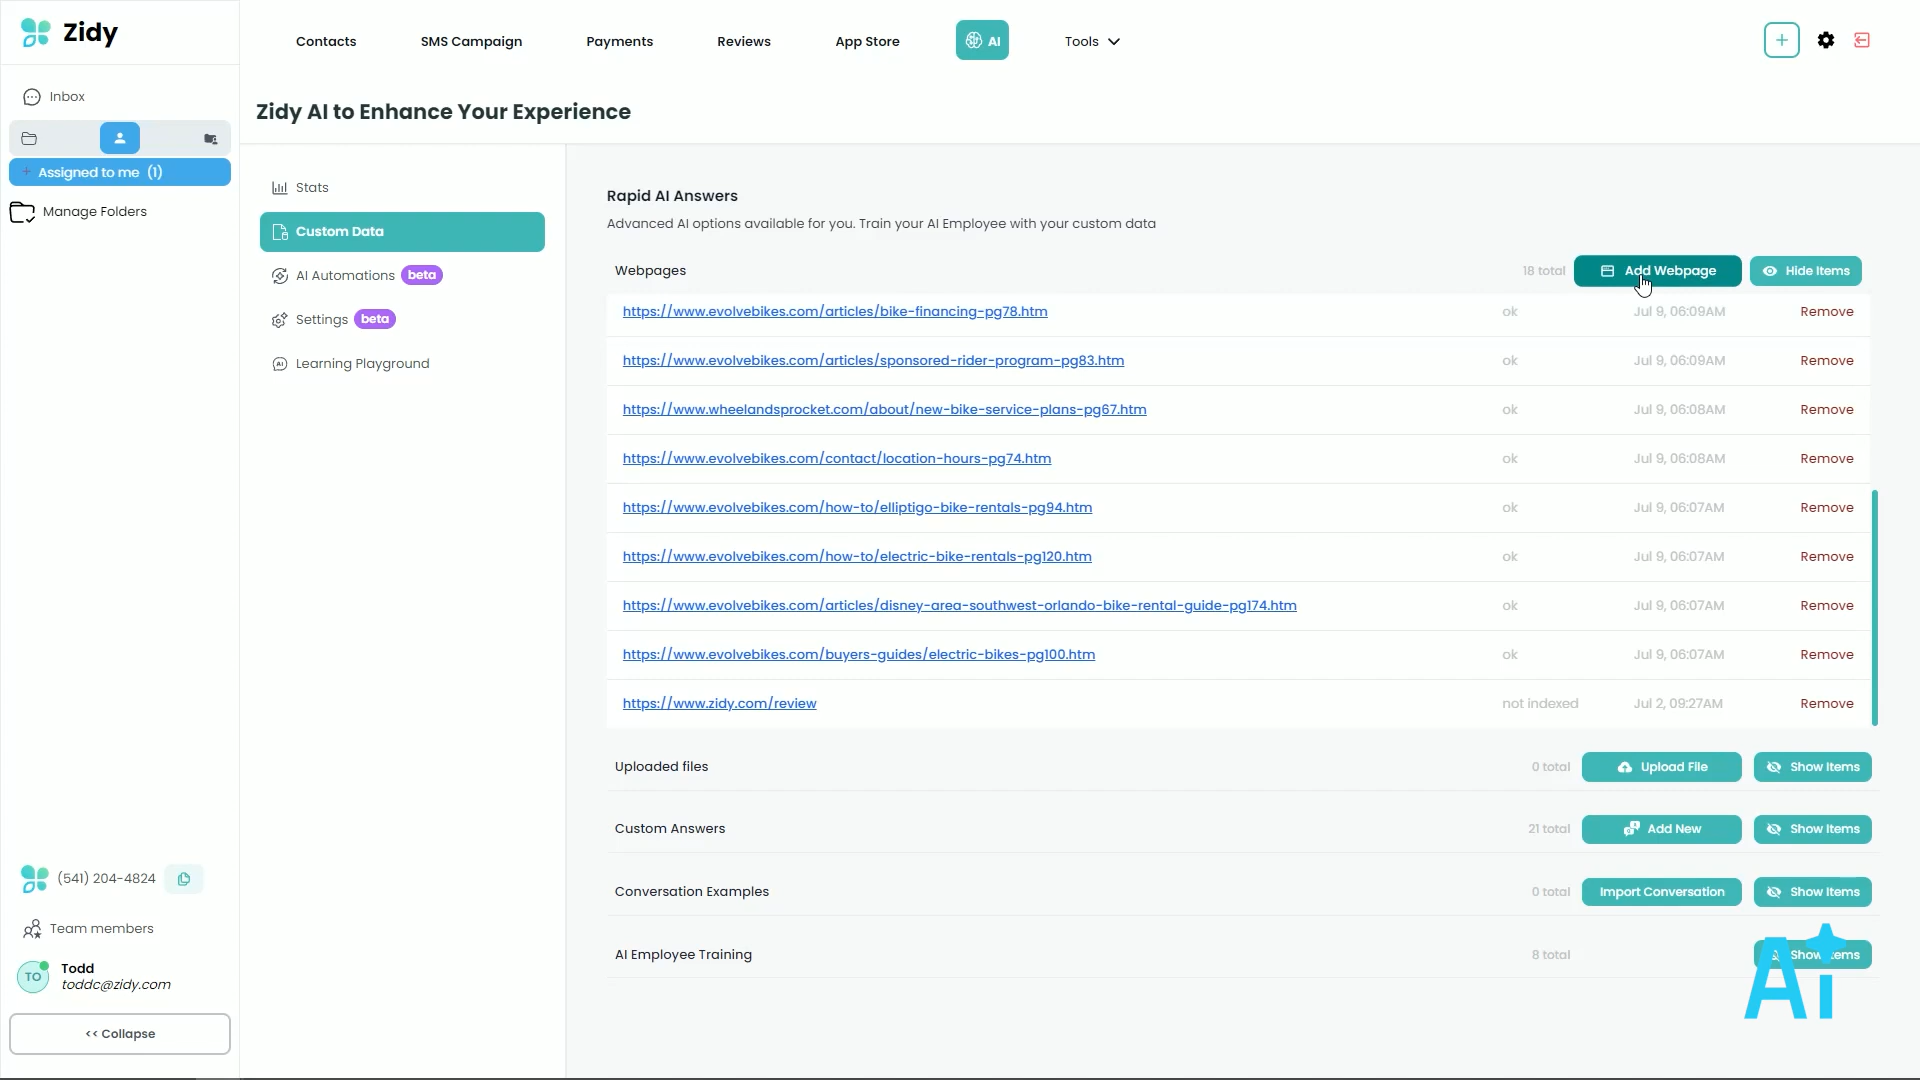 Zidy
Contacts
SMS Campaign
Payments
Reviews
App Store
AI
Tools
Zidy AI to Enhance Your Experience
Inbox
+ Assigned to me (1)
Manage Folders
Stats
Custom Data
AI Automations beta
Settings beta
Learning Playground
Rapid AI Answers
Advanced AI options available for you. Train your AI Employee with your custom data
Webpages 18 total Add Webpage Hide Items
https://www.evolvebikes.com/articles/bike-financing-pg78.htm ok Jul 9, 06:09AM Remove
https://www.evolvebikes.com/articles/sponsored-rider-program-pg83.htm ok Jul 9, 06:09AM Remove
https://www.wheelandsprocket.com/about/new-bike-service-plans-pg67.htm ok Jul 9, 06:08AM Remove
https://www.evolvebikes.com/contact/location-hours-pg74.htm ok Jul 9, 06:08AM Remove
https://www.evolvebikes.com/how-to/elliptigo-bike-rentals-pg94.htm ok Jul 9, 06:07AM Remove
https://www.evolvebikes.com/how-to/electric-bike-rentals-pg120.htm ok Jul 9, 06:07AM Remove
https://www.evolvebikes.com/articles/disney-area-southwest-orlando-bike-rental-guide-pg174.htm ok Jul 9, 06:07AM Remove
https://www.evolvebikes.com/buyers-guides/electric-bikes-pg100.htm ok Jul 9, 06:07AM Remove
https://www.zidy.com/review not indexed Jul 2, 09:27AM Remove
Uploaded files 0 total Upload File Show Items
Custom Answers 21 total Add New Show Items
Conversation Examples 0 total Import Conversation Show Items
AI Employee Training 8 total Show Items
Ai
(541) 204-4824
Team members
TO
Todd
toddc@zidy.com
<< Collapse